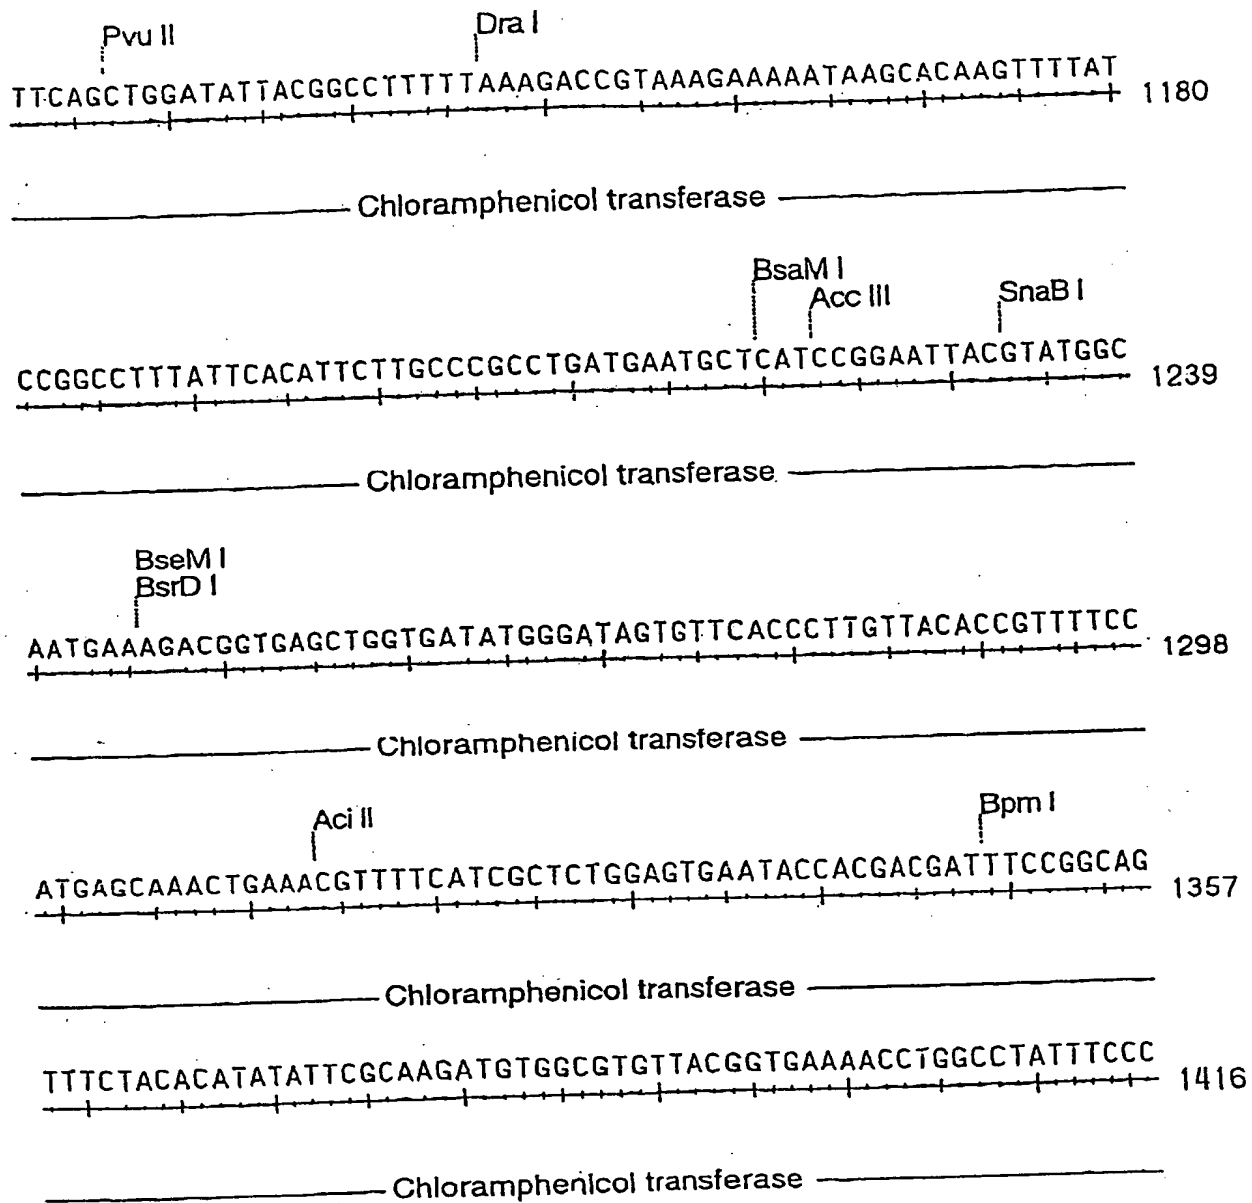 Pvu II Dra I
TTCAGCTGGATATTACGGCCTTTTTAAAGACCGTAAAGAAAAATAAGCACAAGTTTTAT 1180
Chloramphenicol transferase
BsaM I
Acc III SnaB I
CCGGCCTTTATTCACATTCTTGCCCGCCTGATGAATGCTCATCCGGAATTACGTATGGC 1239
Chloramphenicol transferase
BseM I
BsrD I
AATGAAAGACGGTGAGCTGGTGATATGGGATAGTGTTCACCCTTGTTACACCGTTTTCC 1298
Chloramphenicol transferase
Aci II Bpm I
ATGAGCAAACTGAAACGTTTTCATCGCTCTGGAGTGAATACCACGACGATTTCCGGCAG 1357
Chloramphenicol transferase
TTTCTACACATATATTCGCAAGATGTGGCGTGTTACGGTGAAAACCTGGCCTATTTCCC 1416
Chloramphenicol transferase